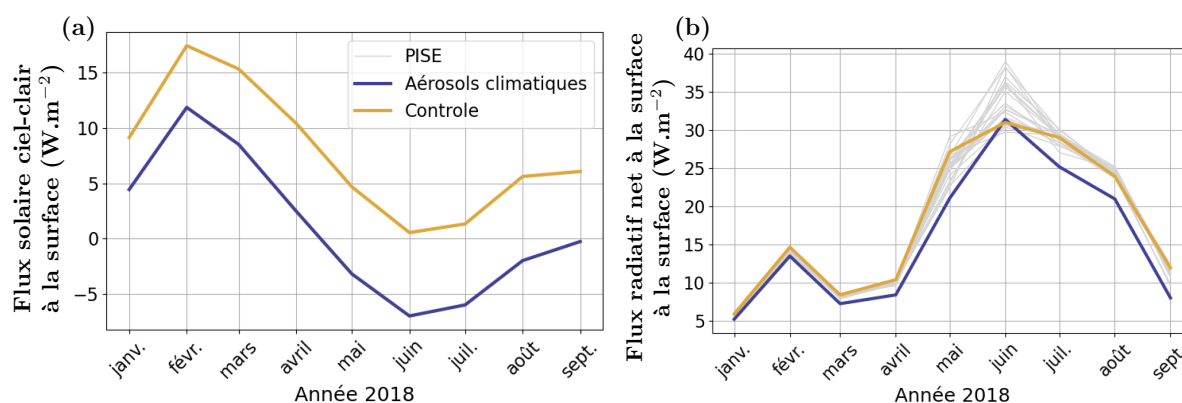 (a)
Flux solaire ciel-clair
à la surface (W.m⁻²)
15
10
5
0
−5
PISE
Aérosols climatiques
Controle
janv.
févr.
mars
avril
mai
juin
juil.
août
sept.
Année 2018
(b)
Flux radiatif net à la surface
à la surface (W.m⁻²)
40
35
30
25
20
15
10
5
janv.
févr.
mars
avril
mai
juin
juil.
août
sept.
Année 2018